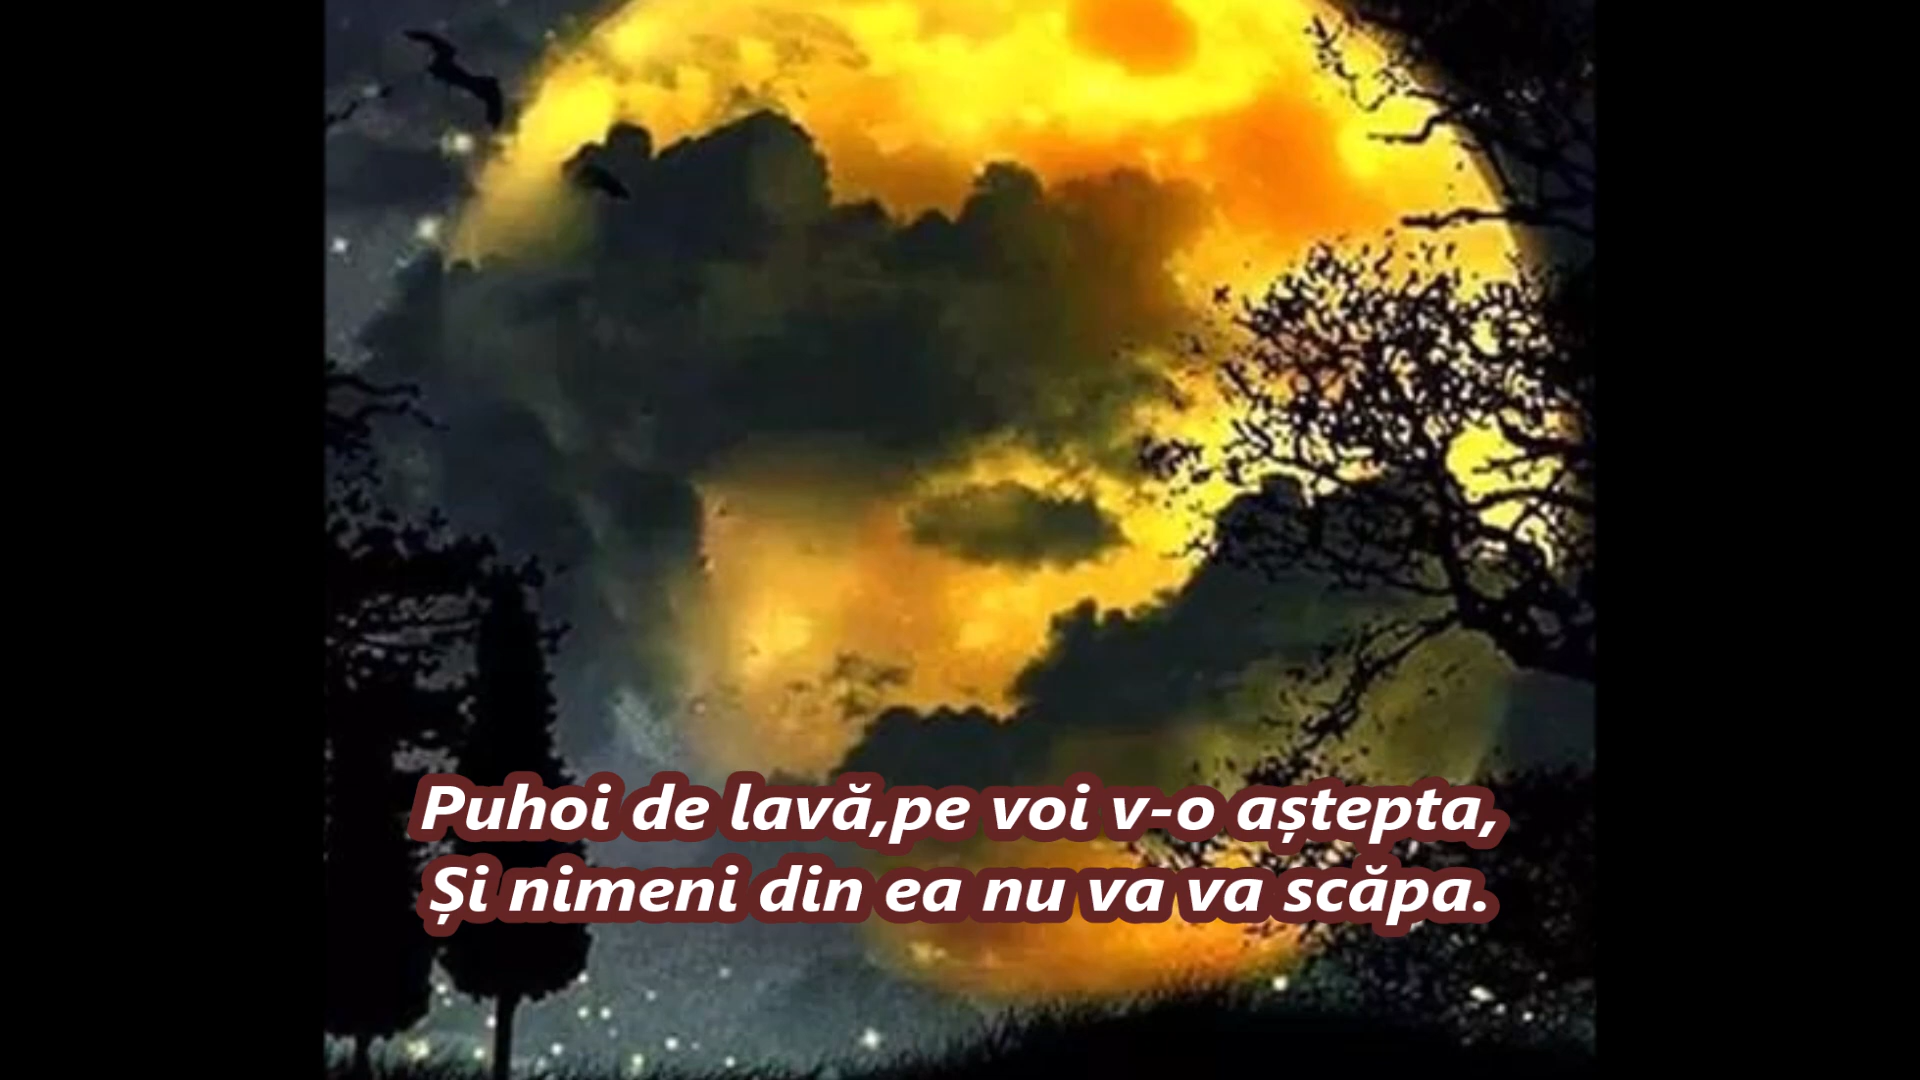 Puhoi de lavă,pe voi v-o aștepta,
Și nimeni din ea nu va va scăpa.